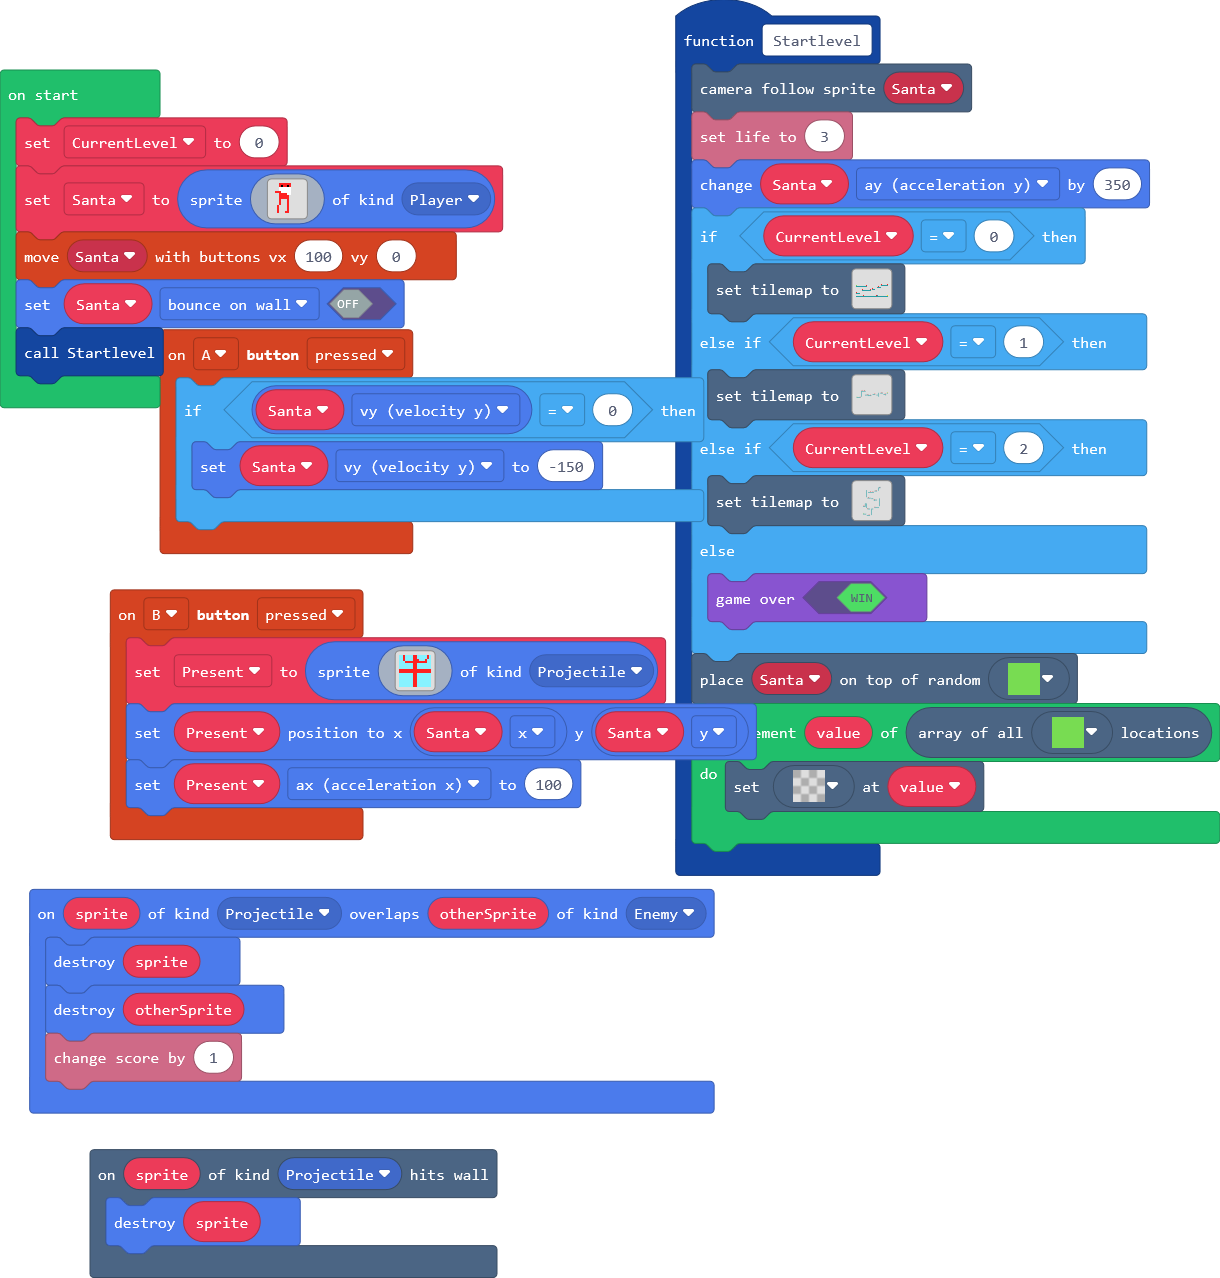 on start
set CurrentLevel to 0
set Santa to sprite of kind Player
move Santa with buttons vx 100 vy 0
set Santa bounce on wall OFF
call Startlevel
on A button pressed
if Santa vy (velocity y) = 0 then
set Santa vy (velocity y) to -150
on B button pressed
set Present to sprite of kind Projectile
set Present position to x Santa x y Santa y
set Present ax (acceleration x) to 100
function Startlevel
camera follow sprite Santa
set life to 3
change Santa ay (acceleration y) by 350
if CurrentLevel = 0 then
set tilemap to
else if CurrentLevel = 1 then
set tilemap to
else if CurrentLevel = 2 then
set tilemap to
else
game over WIN
place Santa on top of random
ement value of array of all locations
do set at value
on sprite of kind Projectile overlaps otherSprite of kind Enemy
destroy sprite
destroy otherSprite
change score by 1
on sprite of kind Projectile hits wall
destroy sprite